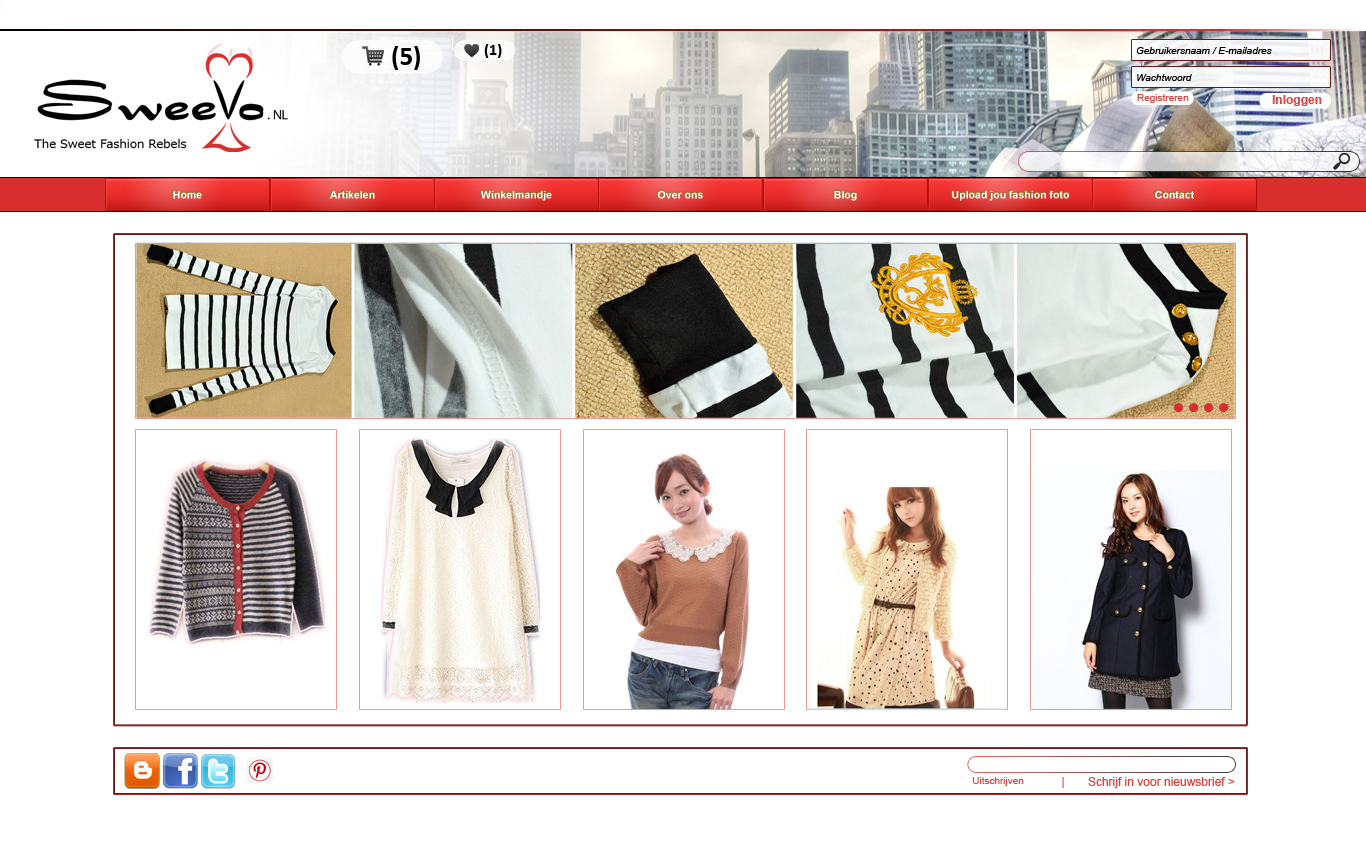 SweeVo.NL
The Sweet Fashion Rebels
(5)
(1)
Gebruikersnaam / E-mailadres
Wachtwoord
Registreren
Inloggen
Home
Artikelen
Winkelmandje
Over ons
Blog
Upload jou fashion foto
Contact
Uitschrijven
|
Schrijf in voor nieuwsbrief >